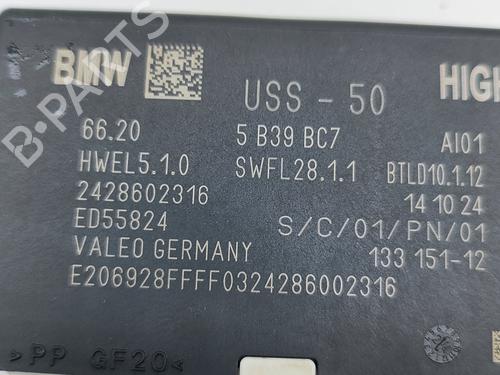 BMW USS - 50 HIGH
66.20 5 B39 BC7 AI01
HWEL5.1.0 SWFL28.1.1 BTLD10.1.12
2428602316 14 10 24
ED55824 S/C/01/PN/01
VALEO GERMANY 133 151-12
E206928FFFF0324286002316
>PP GF20<
B-PARTS